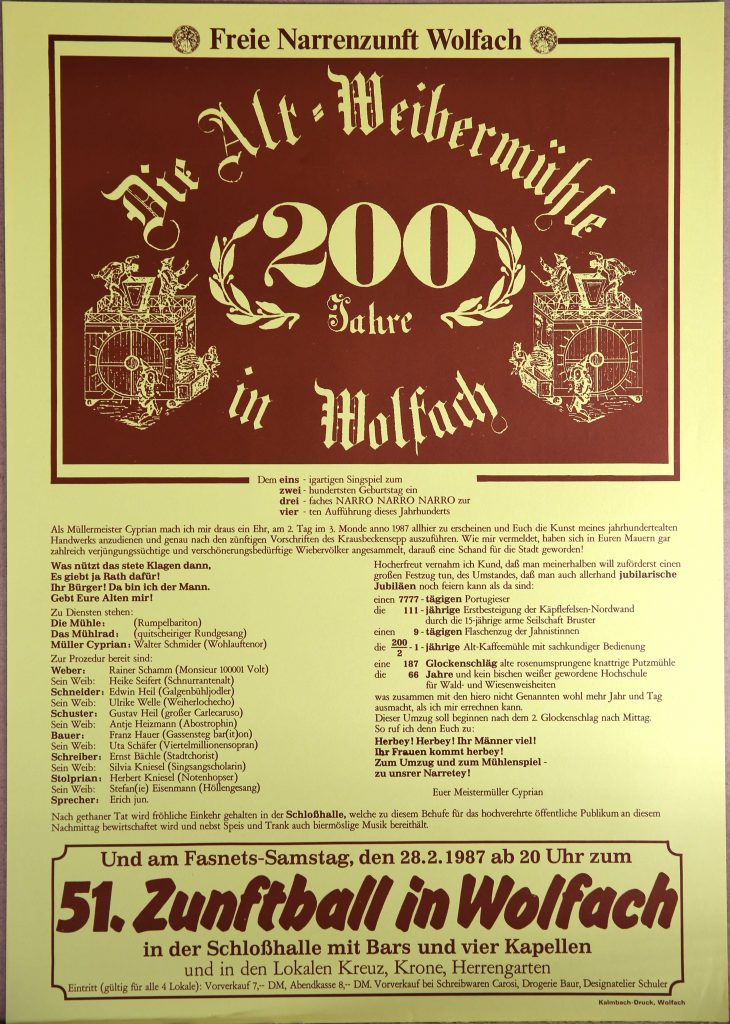 Freie Narrenzunft Wolfach
Die Alt-Weibermühle
200
Jahre
in Wolfach
Dem eins - igartigen Singspiel zum
zwei - hundertsten Geburtstag ein
drei - faches NARRO NARRO NARRO zur
vier - ten Aufführung dieses Jahrhunderts
Als Müllermeister Cyprian mach ich mir draus ein Ehr, am 2. Tag im 3. Monde anno 1987 allhier zu erscheinen und Euch die Kunst meines jahrhundertealten
Handwerks anzudienen und genau nach den zünftigen Vorschriften des Krausbeckensepp auszuführen. Wie mir vermeldet, haben sich in Euren Mauern gar
zahlreich verjüngungssüchtige und verschönerungsbedürftige Wiebervölker angesammelt, darauß eine Schand für die Stadt geworden!
Was nützt das stete Klagen dann,
Es giebt ja Rath dafür!
Ihr Bürger! Da bin ich der Mann.
Gebt Eure Alten mir!
Zu Diensten stehen:
Die Mühle: (Rumpelbariton)
Das Mühlrad: (quitscheiriger Rundgesang)
Müller Cyprian: Walter Schmider (Wohlauftenor)
Zur Prozedur bereit sind:
Weber: Rainer Schamm (Monsieur 100001 Volt)
Sein Weib: Heike Seifert (Schnurrantenalt)
Schneider: Edwin Heil (Galgenbühljodler)
Sein Weib: Ulrike Welle (Weiherlochecho)
Schuster: Gustav Heil (großer Carlecaruso)
Sein Weib: Antje Heizmann (Abostrophin)
Bauer: Franz Hauer (Gassensteg bar(it)on)
Sein Weib: Uta Schäfer (Viertelmillionensopran)
Schreiber: Ernst Bächle (Stadtchorist)
Sein Weib: Silvia Kniesel (Singsangscholarin)
Stolprian: Herbert Kniesel (Notenhopser)
Sein Weib: Stefan(ie) Eisenmann (Höllengesang)
Sprecher: Erich jun.
Hocherfreut vernahm ich Kund, daß man meinerhalben will zuförderst einen
großen Festzug tun, des Umstandes, daß man auch allerhand jubilarische
Jubiläen noch feiern kann als da sind:
einen 7777 - tägigen Portugieser
die 111 - jährige Erstbesteigung der Käpflefelsen-Nordwand
durch die 15-jährige arme Seilschaft Bruster
einen 9 - tägigen Flaschenzug der Jahnistinnen
die 200/2 - 1 - jährige Alt-Kaffeemühle mit sachkundiger Bedienung
eine 187 Glockenschläg alte rosenumsprungene knattrige Putzmühle
die 66 Jahre und kein bischen weißer gewordene Hochschule
für Wald- und Wiesenweisheiten
was zusammen mit den hiero nicht Genannten wohl mehr Jahr und Tag
ausmacht, als ich mir errechnen kann.
Dieser Umzug soll beginnen nach dem 2. Glockenschlag nach Mittag.
So ruf ich denn Euch zu:
Herbey! Herbey! Ihr Männer viel!
Ihr Frauen kommt herbey!
Zum Umzug und zum Mühlenspiel -
zu unsrer Narretey!
Euer Meistermüller Cyprian
Nach gethaner Tat wird fröhliche Einkehr gehalten in der Schloßhalle, welche zu diesem Behufe für das hochverehrte öffentliche Publikum an diesem
Nachmittag bewirtschaftet wird und nebst Speis und Trank auch biermöslige Musik bereithält.
Und am Fasnets-Samstag, den 28.2.1987 ab 20 Uhr zum
51. Zunftball in Wolfach
in der Schloßhalle mit Bars und vier Kapellen
und in den Lokalen Kreuz, Krone, Herrengarten
Eintritt (gültig für alle 4 Lokale): Vorverkauf 7,-- DM, Abendkasse 8,-- DM. Vorverkauf bei Schreibwaren Carosi, Drogerie Baur, Designatelier Schuler
Kalmbach-Druck, Wolfach